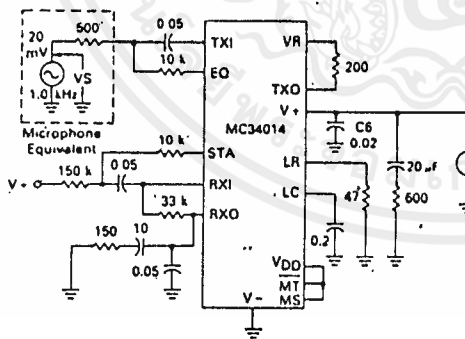 20
mV
500
VS
1.0 kHz
Microphone
Equivalent
0 05
10 k
TXI
EO
VR
TXO
200
V +
MC34014
C6
0.02
20 µF
600
10 k
STA
V +
150 k
0 05
RXI
33 k
RXO
LR
47
LC
0.2
150
10
0.05
VDD
MT
MS
V−